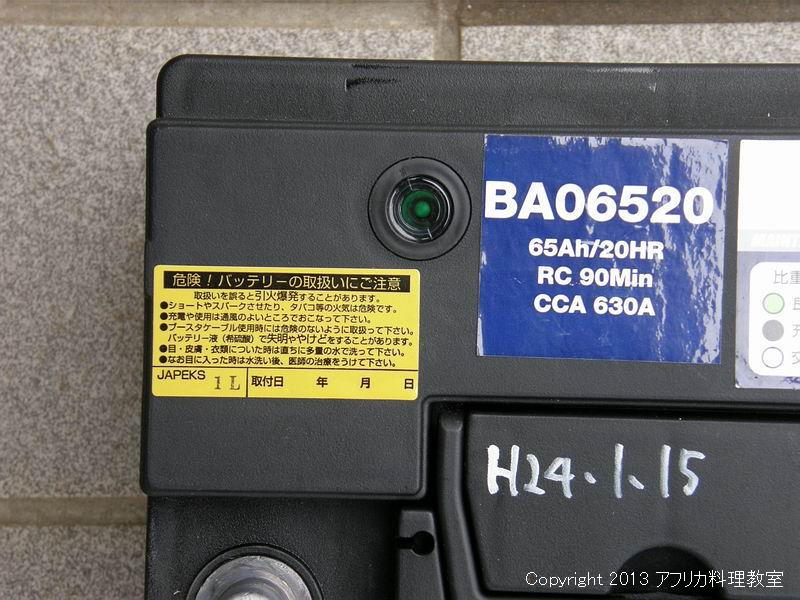 BA06520
65Ah/20HR
RC 90Min
CCA 630A
危険！バッテリーの取扱いにご注意
取扱いを誤ると引火爆発することがあります。
●ショートやスパークさせたり、タバコ等の火気は危険です。
●充電や使用は通風のよいところでおこなって下さい。
●ブースタケーブル使用時には危険のないように取扱って下さい。
バッテリー液（希硫酸）で失明ややけどをすることがあります。
●目・皮膚・衣類についた時は直ちに多量の水で洗って下さい。
●なお目に入った時は水洗い後、医師の治療をうけて下さい。
JAPEKS 1L 取付日 年 月 日
比重
H24.1.15
Copyright 2013 アフリカ料理教室